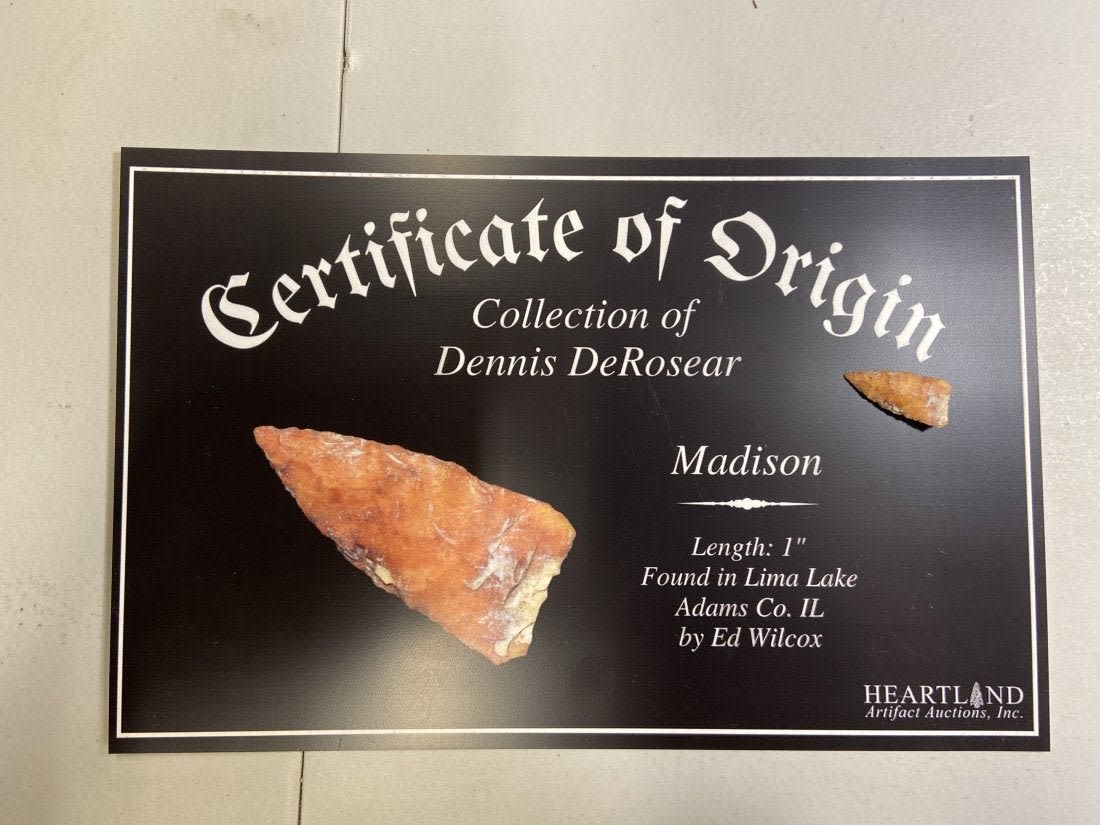 Certificate of Origin
Collection of
Dennis DeRosear
Madison
Length: 1"
Found in Lima Lake
Adams Co. IL
by Ed Wilcox
HEARTLAND
Artifact Auctions, Inc.